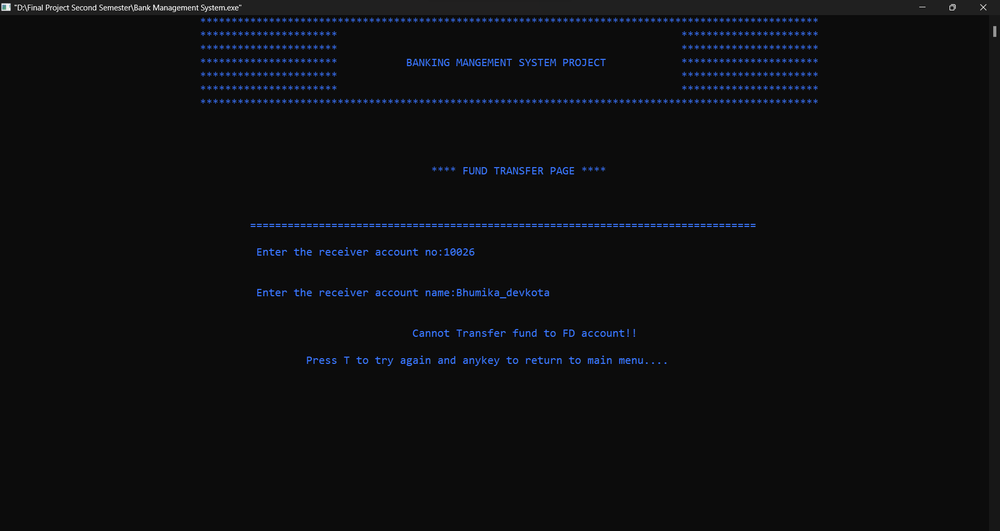 "D:\Final Project Second Semester\Bank Management System.exe"
***************************************************************************************************
********************** **********************
********************** **********************
********************** BANKING MANGEMENT SYSTEM PROJECT **********************
********************** **********************
********************** **********************
***************************************************************************************************
**** FUND TRANSFER PAGE ****
=================================================================================
Enter the receiver account no:10026
Enter the receiver account name:Bhumika_devkota
Cannot Transfer fund to FD account!!
Press T to try again and anykey to return to main menu....